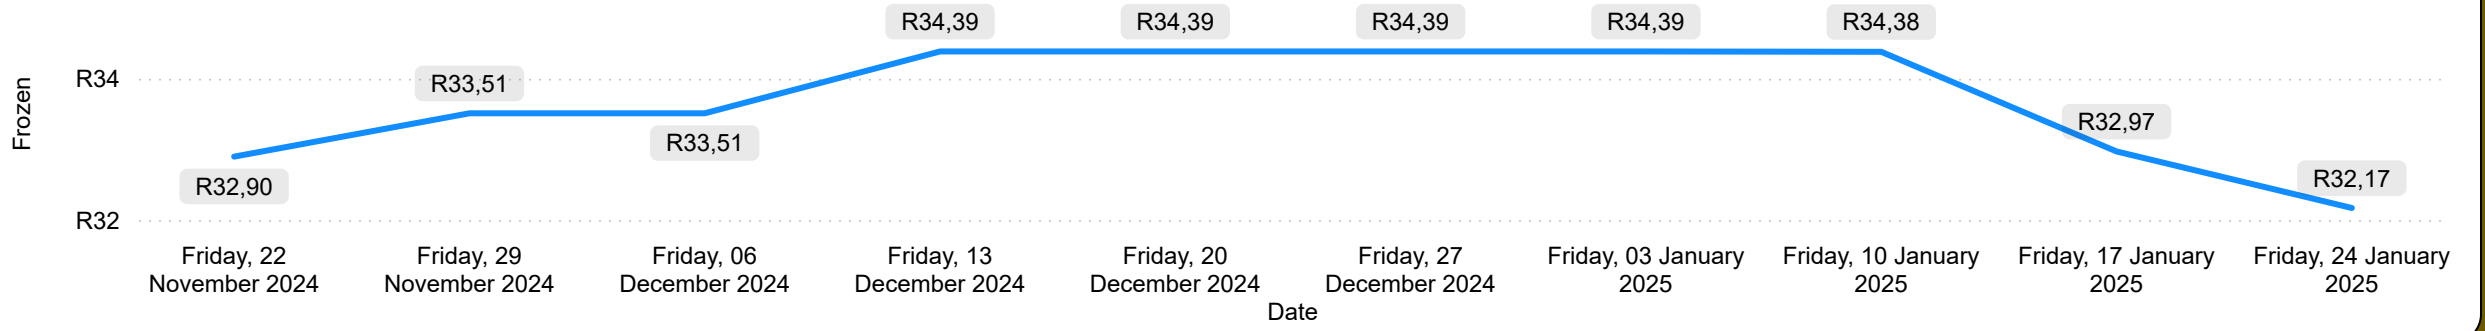 R34,39
R34,39
R34,39
R34,39
R34,38
R34
R33,51
R33,51
R32,97
R32,90
R32,17
R32
Frozen
Friday, 22
November 2024
Friday, 29
November 2024
Friday, 06
December 2024
Friday, 13
December 2024
Friday, 20
December 2024
Friday, 27
December 2024
Friday, 03 January
2025
Friday, 10 January
2025
Friday, 17 January
2025
Friday, 24 January
2025
Date